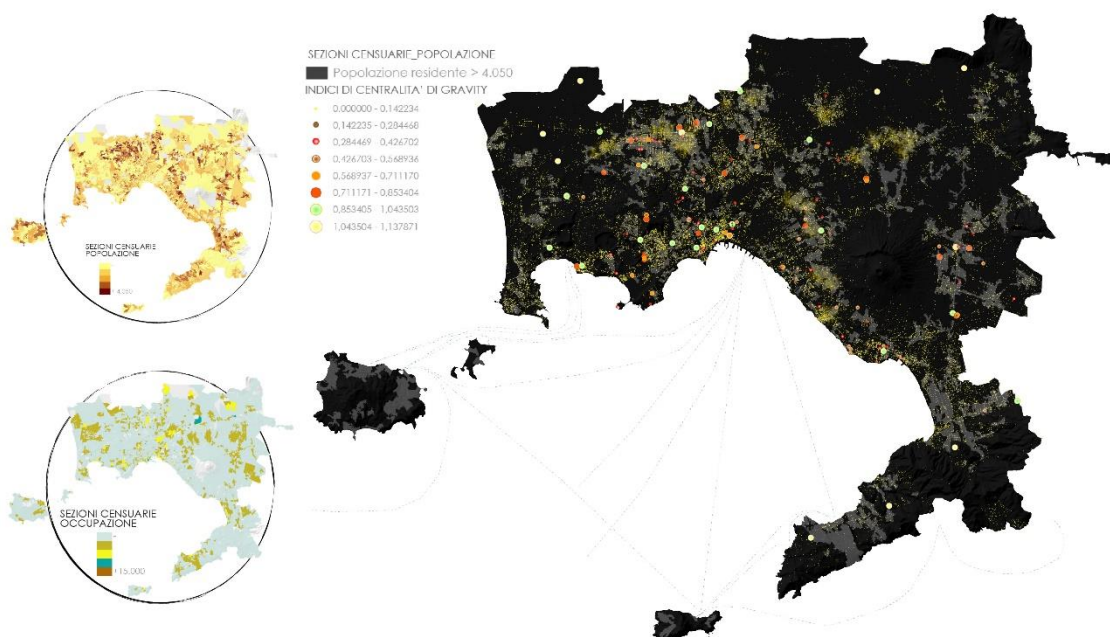 SEZIONI CENSUARIE_POPOLAZIONE
Popolazione residente > 4.050
INDICI DI CENTRALITA' DI GRAVITY
0,000000 - 0,142234
0,142235 - 0,284468
0,284469 - 0,426702
0,426703 - 0,568936
0,568937 - 0,711170
0,711171 - 0,853404
0,853405 - 1,043503
1,043504 - 1,137871
SEZIONI CENSUARIE
POPOLAZIONE
SEZIONI CENSUARIE
OCCUPAZIONE
+15.000